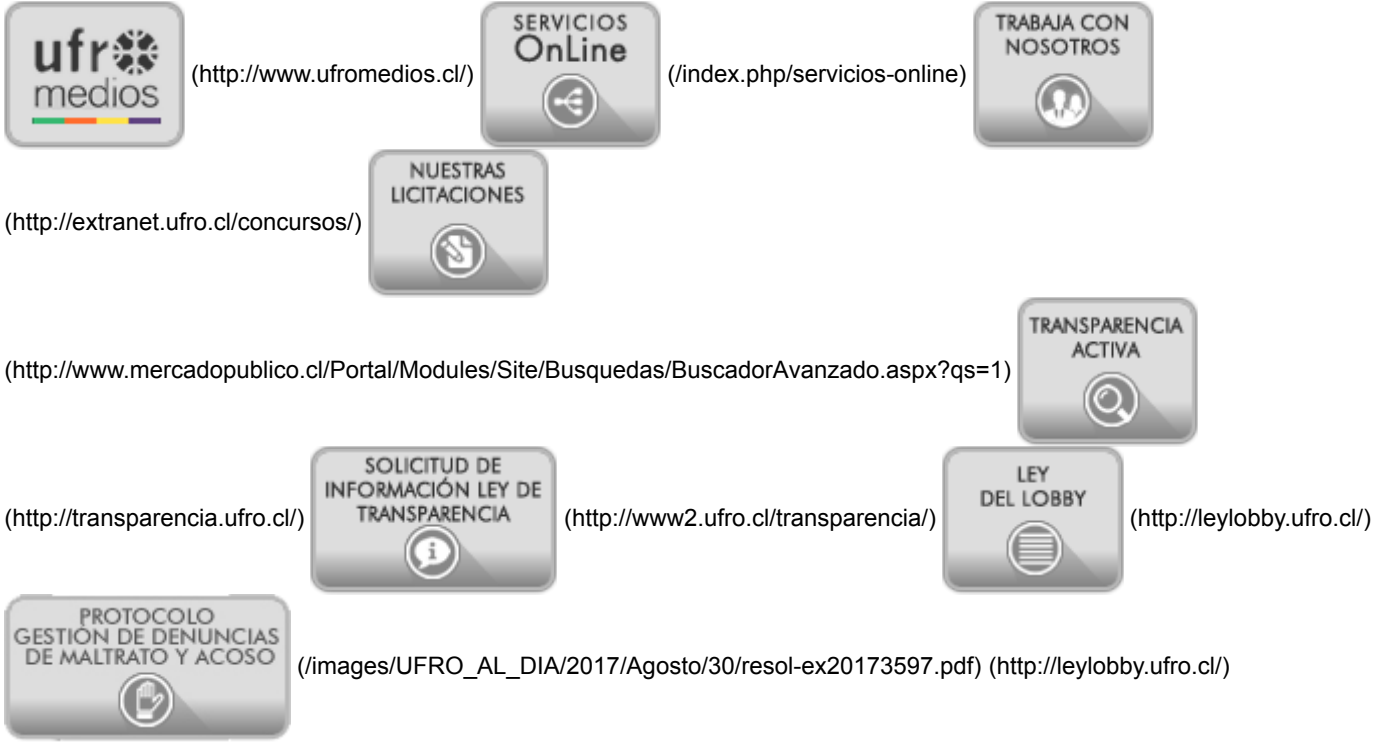 ufro
medios
(http://www.ufromedios.cl/)
SERVICIOS
OnLine
(/index.php/servicios-online)
TRABAJA CON
NOSOTROS
(http://extranet.ufro.cl/concursos/)
NUESTRAS
LICITACIONES
(http://www.mercadopublico.cl/Portal/Modules/Site/Busquedas/BuscadorAvanzado.aspx?qs=1)
TRANSPARENCIA
ACTIVA
(http://transparencia.ufro.cl/)
SOLICITUD DE
INFORMACIÓN LEY DE
TRANSPARENCIA
(http://www2.ufro.cl/transparencia/)
LEY
DEL LOBBY
(http://leylobby.ufro.cl/)
PROTOCOLO
GESTIÓN DE DENUNCIAS
DE MALTRATO Y ACOSO
(/images/UFRO_AL_DIA/2017/Agosto/30/resol-ex20173597.pdf) (http://leylobby.ufro.cl/)